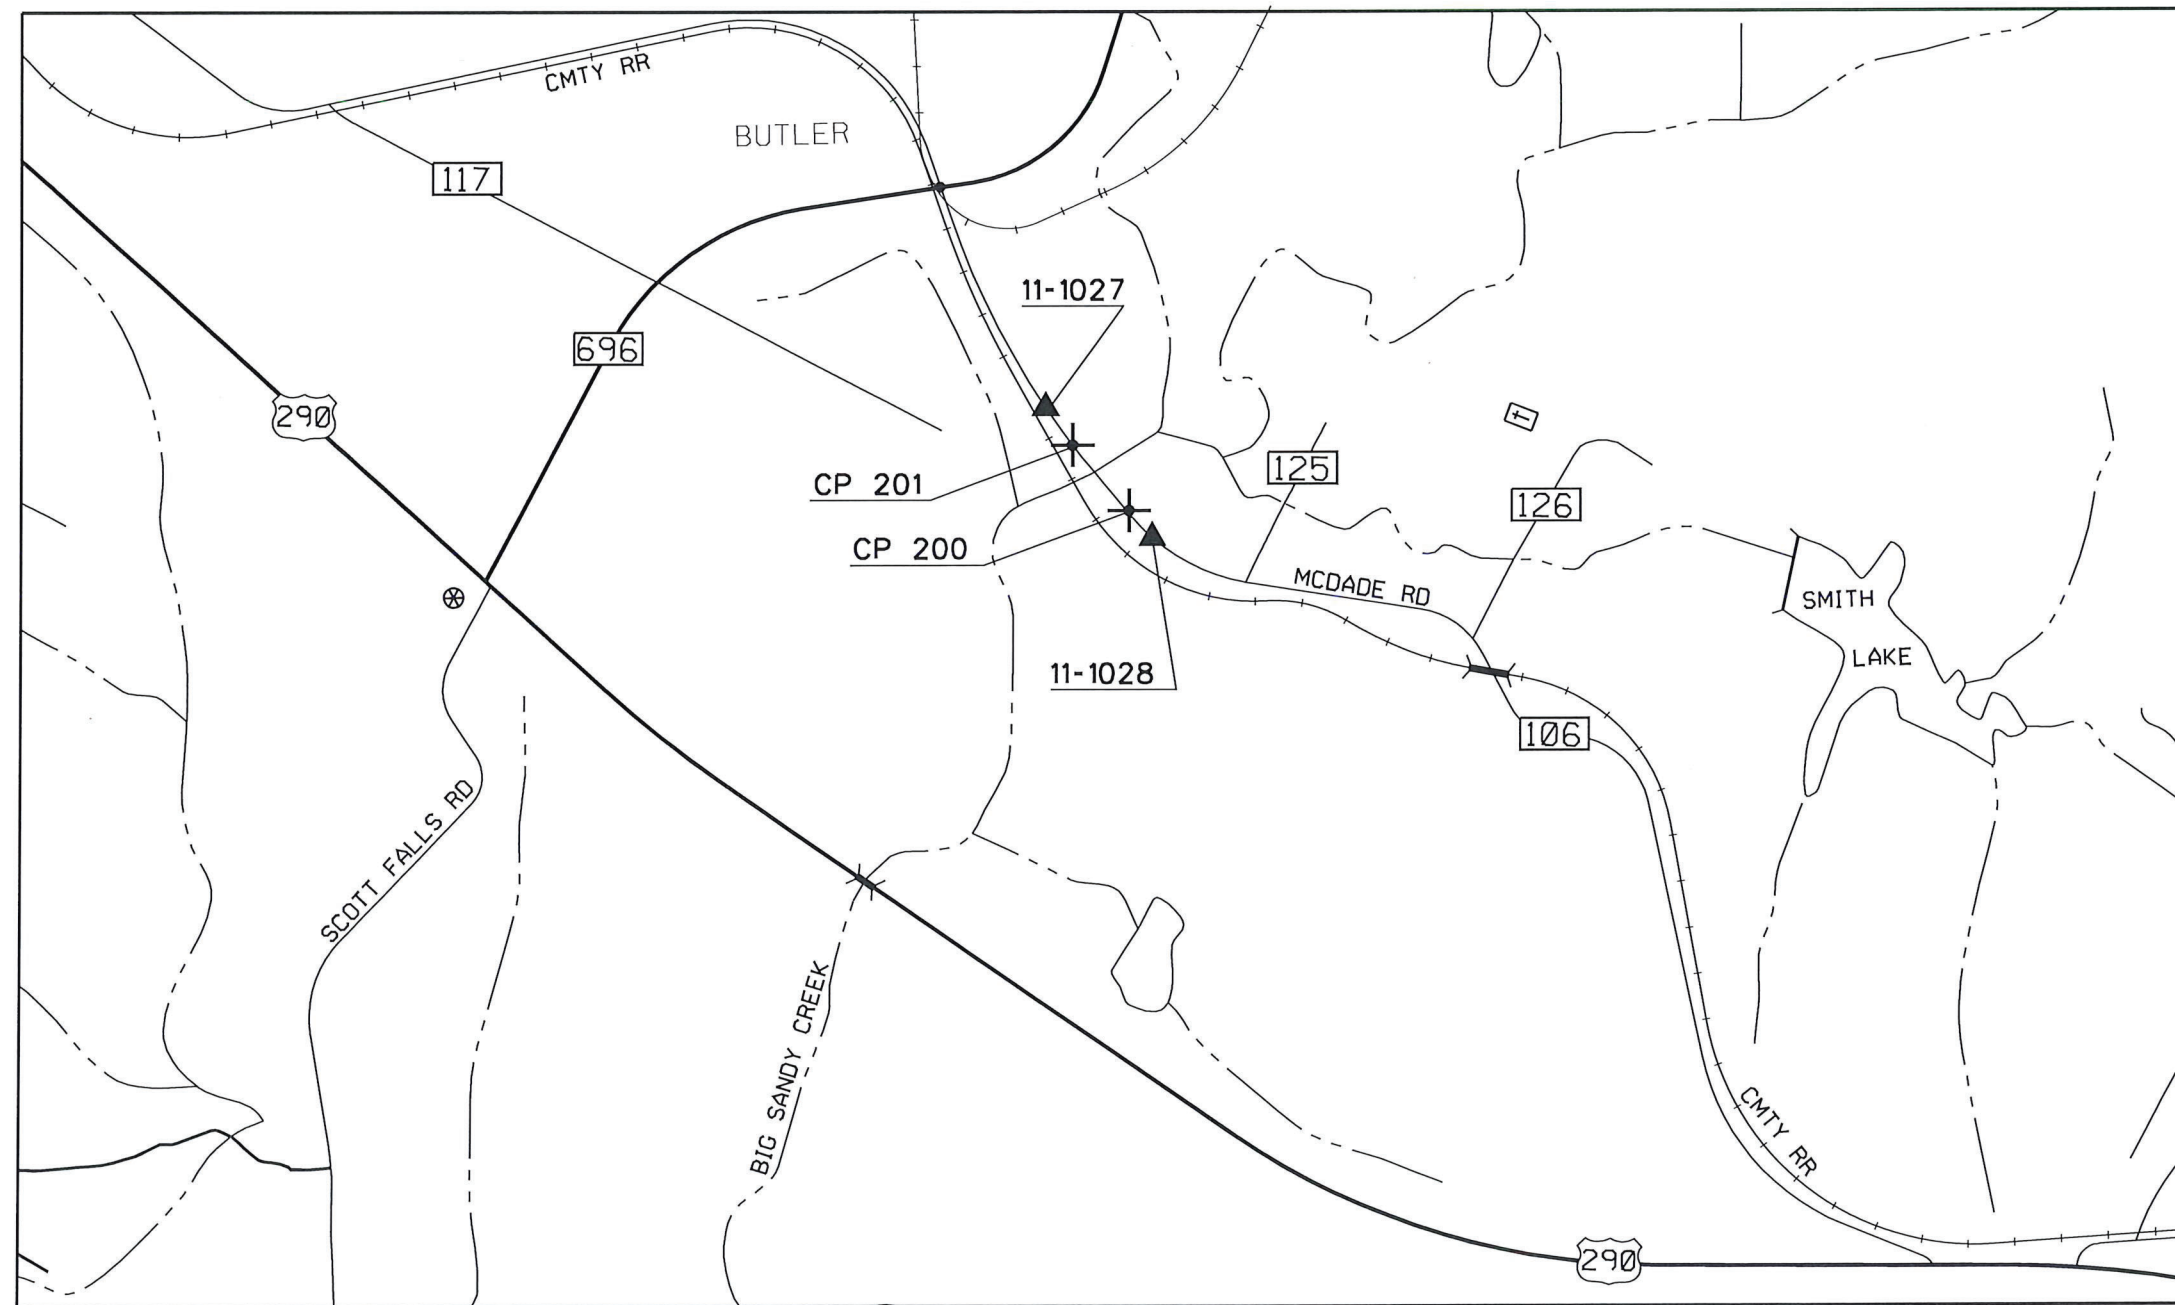 CMTY RR
BUTLER
117
11-1027
696
290
125
CP 201
126
CP 200
MCDADE RD
SMITH
LAKE
11-1028
106
SCOTT FALLS RD
BIG SANDY CREEK
CMTY RR
290